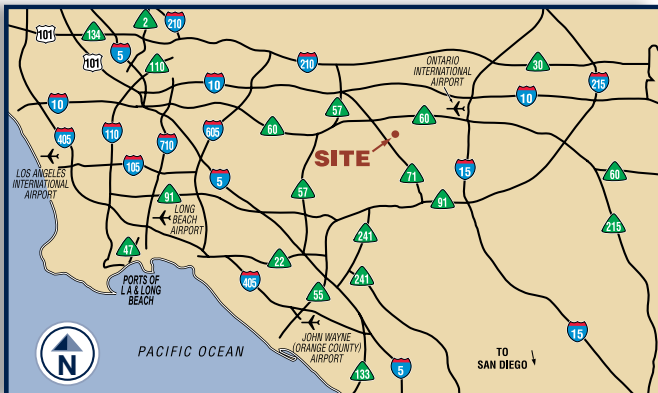 2
210
101
134
5
101
110
210
ONTARIO
INTERNATIONAL
AIRPORT
30
215
10
10
10
57
60
60
405
110
710
605
SITE
LOS ANGELES
INTERNATIONAL
AIRPORT
105
5
71
15
60
57
91
91
LONG
BEACH
AIRPORT
215
241
47
22
PORTS OF
L A & LONG
BEACH
405
241
55
JOHN WAYNE
(ORANGE COUNTY)
AIRPORT
15
N
PACIFIC OCEAN
TO
SAN DIEGO
133
5